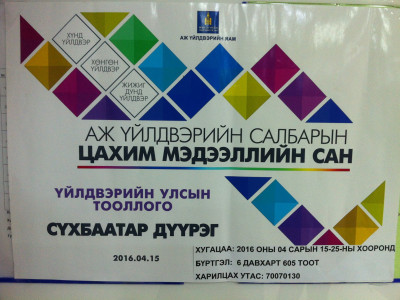 АЖ ҮЙЛДВЭРИЙН ЯАМ
ХҮНД
ҮЙЛДВЭР
ХӨНГӨН
ҮЙЛДВЭР
ЖИЖИГ
ДУНД
ҮЙЛДВЭР
АЖ ҮЙЛДВЭРИЙН САЛБАРЫН
ЦАХИМ МЭДЭЭЛЛИЙН САН
ҮЙЛДВЭРИЙН УЛСЫН
ТООЛЛОГО
СҮХБААТАР ДҮҮРЭГ
2016.04.15
ХУГАЦАА: 2016 ОНЫ 04 САРЫН 15-25-НЫ ХООРОНД
БҮРТГЭЛ: 6 ДАВХАРТ 605 ТООТ
ХАРИЛЦАХ УТАС: 70070130